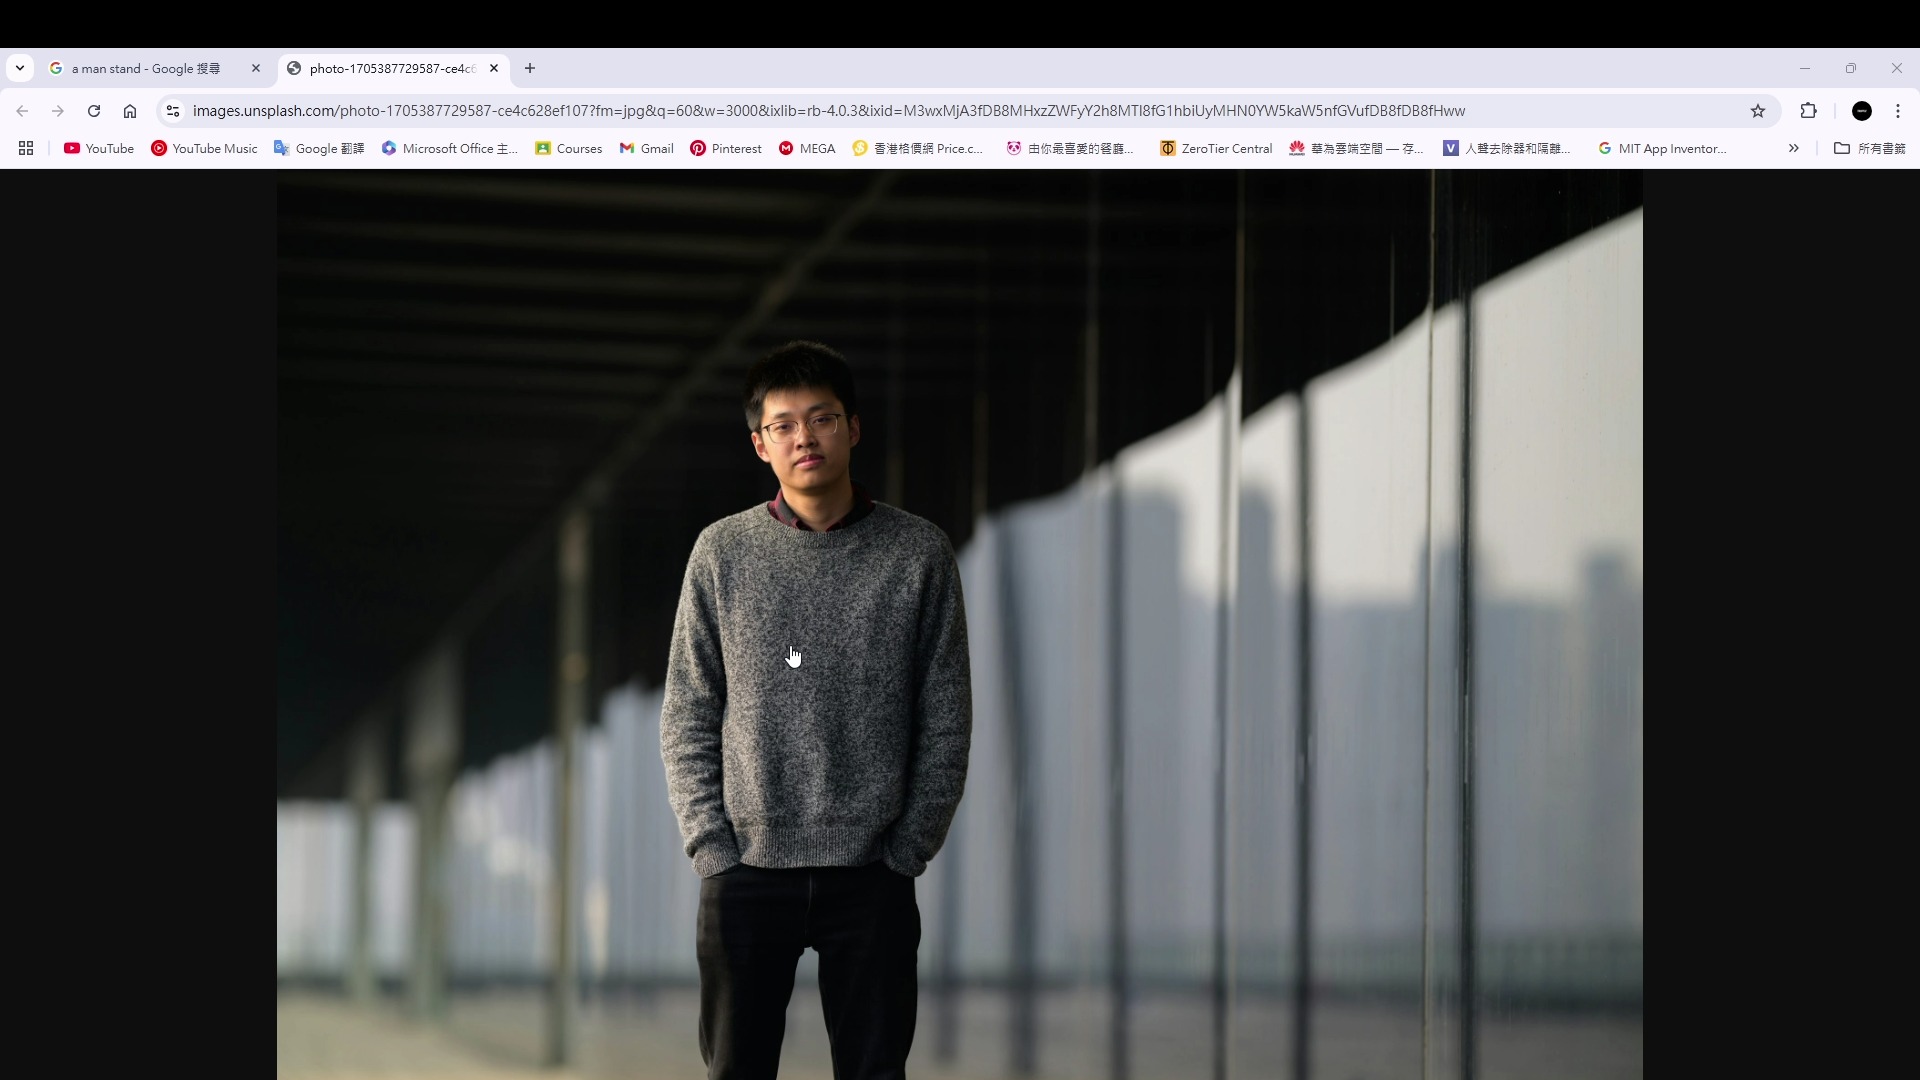 a man stand - Google 搜尋
photo-1705387729587-ce4c6
images.unsplash.com/photo-1705387729587-ce4c628ef107?fm=jpg&q=60&w=3000&ixlib=rb-4.0.3&ixid=M3wxMjA3fDB8MHxzZWFyY2h8MTI8fG1hbiUyMHN0YW5kaW5nfGVufDB8fDB8fHww
YouTube YouTube Music Google 翻譯 Microsoft Office 主... Courses Gmail Pinterest MEGA 香港格價網 Price.c... 由你最喜愛的餐廳... ZeroTier Central 華為雲端空間 — 存... 人聲去除器和隔離... MIT App Inventor... 所有書籤